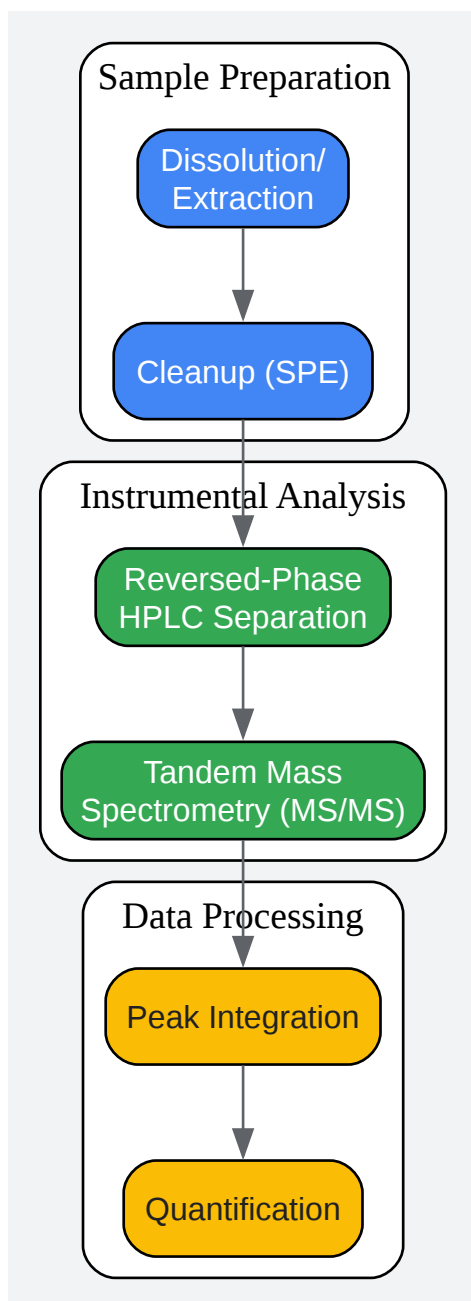 Sample Preparation
Dissolution/
Extraction
Cleanup (SPE)
Instrumental Analysis
Reversed-Phase
HPLC Separation
Tandem Mass
Spectrometry (MS/MS)
Data Processing
Peak Integration
Quantification